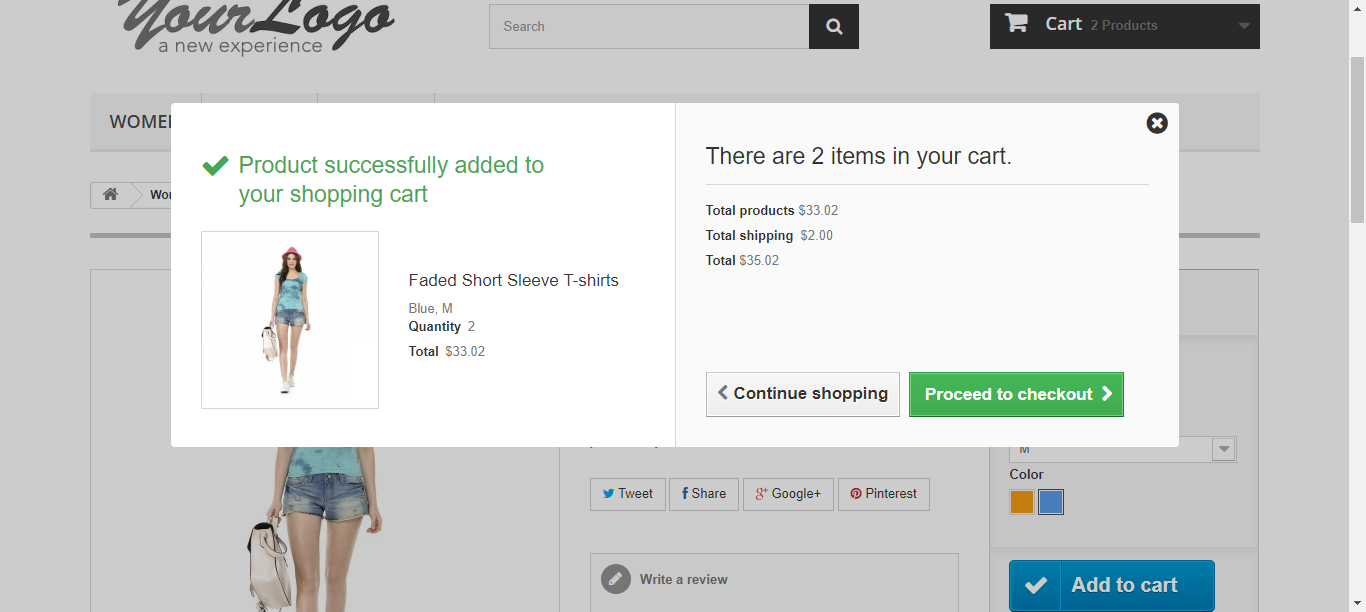 YourLogo
a new experience
Search
Cart 2 Products
WOMEN
Product successfully added to
your shopping cart
Faded Short Sleeve T-shirts
Blue, M
Quantity 2
Total $33.02
There are 2 items in your cart.
Total products $33.02
Total shipping $2.00
Total $35.02
Continue shopping
Proceed to checkout
M
Color
Tweet
Share
Google+
Pinterest
Write a review
Add to cart